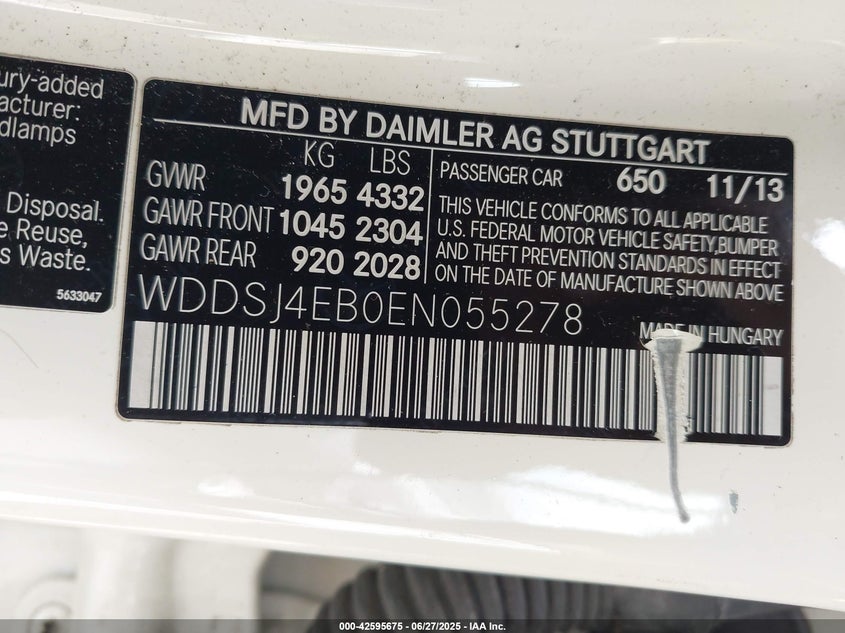 ury-added
acturer:
dlamps
Disposal.
e Reuse,
s Waste.
5633047
MFD BY DAIMLER AG STUTTGART
KG LBS
GVWR 1965 4332
GAWR FRONT 1045 2304
GAWR REAR 920 2028
PASSENGER CAR 650 11/13
THIS VEHICLE CONFORMS TO ALL APPLICABLE
U.S. FEDERAL MOTOR VEHICLE SAFETY,BUMPER
AND THEFT PREVENTION STANDARDS IN EFFECT
ON THE DATE OF MANUFACTURE SHOWN ABOVE
WDDSJ4EB0EN055278
MADE IN HUNGARY
000-42595675 | 06/27/2025 | IAA Inc.